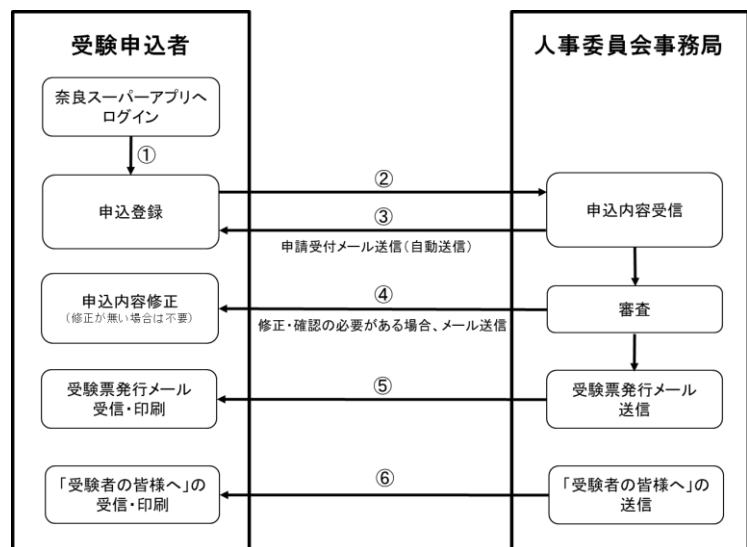 受験申込者
人事委員会事務局
奈良スーパーアプリへ
ログイン
①
申込登録
②
申込内容受信
③
申請受付メール送信(自動送信)
申込内容修正
(修正が無い場合は不要)
④
修正・確認の必要がある場合、メール送信
審査
受験票発行メール
受信・印刷
⑤
受験票発行メール
送信
「受験者の皆様へ」の
受信・印刷
⑥
「受験者の皆様へ」の
送信